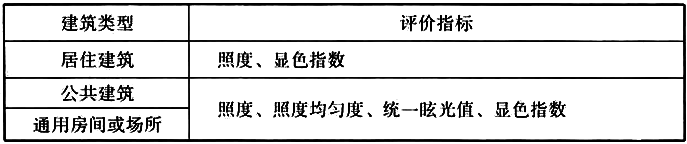 建筑类型 评价指标
居住建筑 照度、显色指数
公共建筑
照度、照度均匀度、统一眩光值、显色指数
通用房间或场所